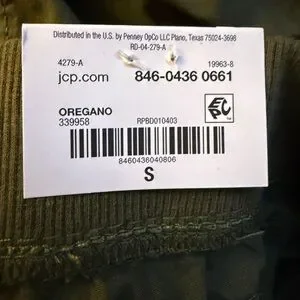 Distributed in the U.S. by Penney OpCo LLC Plano, Texas 75024-3698
RD-04-279-A
4279-A 19963-8
jcp.com 846-0436 0661
OREGANO
339958 RPBD010403
EPC
8460436040806
S